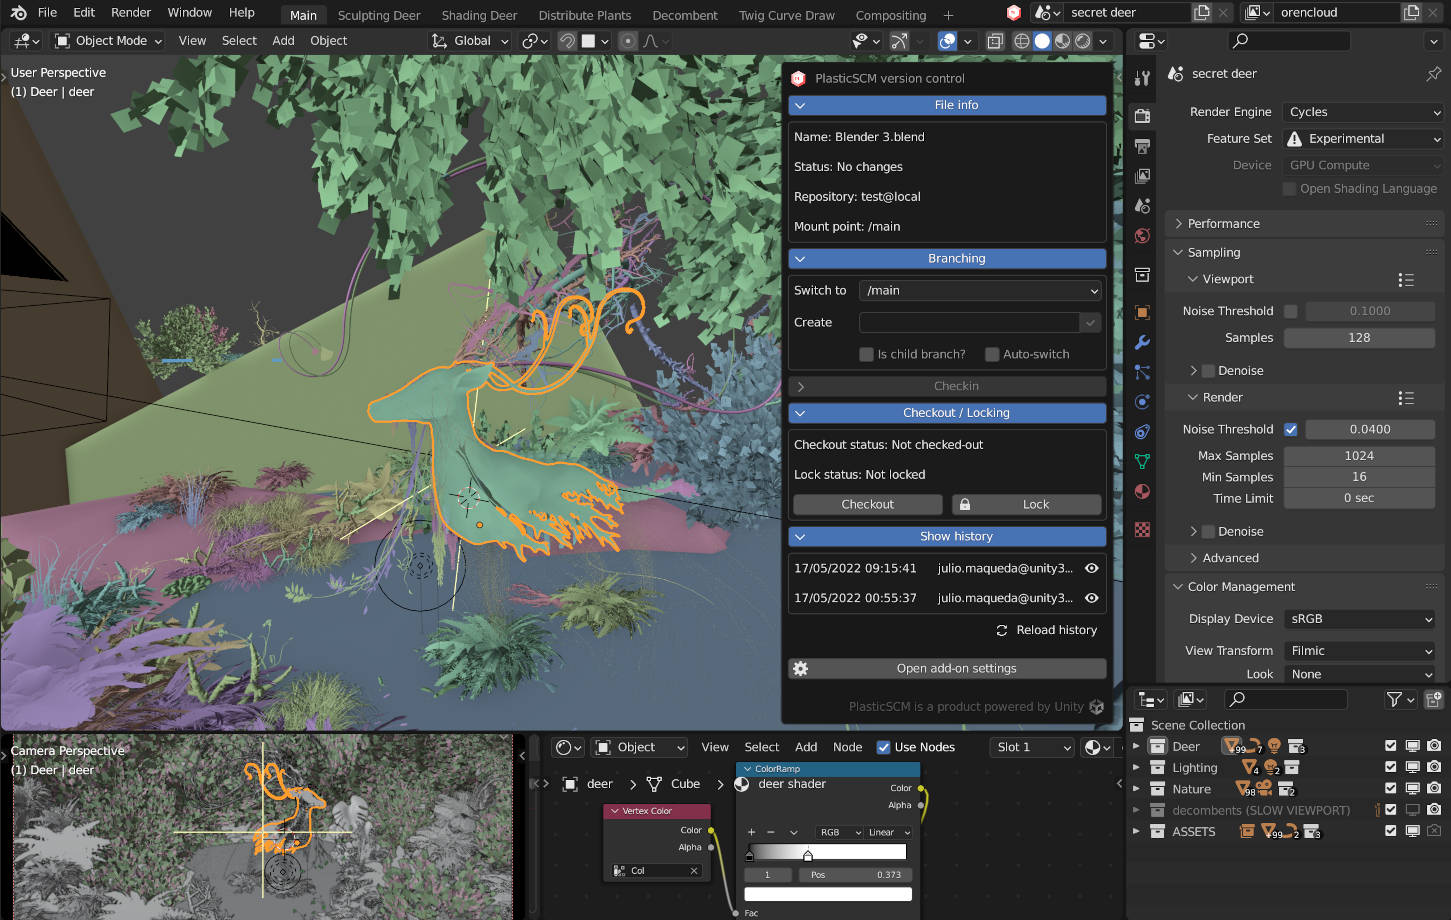 File Edit Render Window Help Main Sculpting Deer Shading Deer Distribute Plants Decombent Twig Curve Draw Compositing + secret deer orencloud
Object Mode View Select Add Object Global
User Perspective
(1) Deer | deer
PlasticSCM version control
File info
Name: Blender 3.blend
Status: No changes
Repository: test@local
Mount point: /main
Branching
Switch to /main
Create
Is child branch? Auto-switch
Checkin
Checkout / Locking
Checkout status: Not checked-out
Lock status: Not locked
Checkout Lock
Show history
17/05/2022 09:15:41 julio.maqueda@unity3...
17/05/2022 00:55:37 julio.maqueda@unity3...
Reload history
Open add-on settings
PlasticSCM is a product powered by Unity
secret deer
Render Engine Cycles
Feature Set Experimental
Device GPU Compute
Open Shading Language
Performance
Sampling
Viewport
Noise Threshold 0.1000
Samples 128
Denoise
Render
Noise Threshold 0.0400
Max Samples 1024
Min Samples 16
Time Limit 0 sec
Denoise
Advanced
Color Management
Display Device sRGB
View Transform Filmic
Look None
Scene Collection
Deer +99 7 3
Lighting 4 2
Nature 98 2
decombents (SLOW VIEWPORT)
ASSETS +99 2 3
Camera Perspective
(1) Deer | deer
Object View Select Add Node Use Nodes Slot 1
deer Cube deer shader
Vertex Color
Color
Alpha
Col
ColorRamp
Color
Alpha
+ − RGB Linear
1 Pos 0.373
Fac